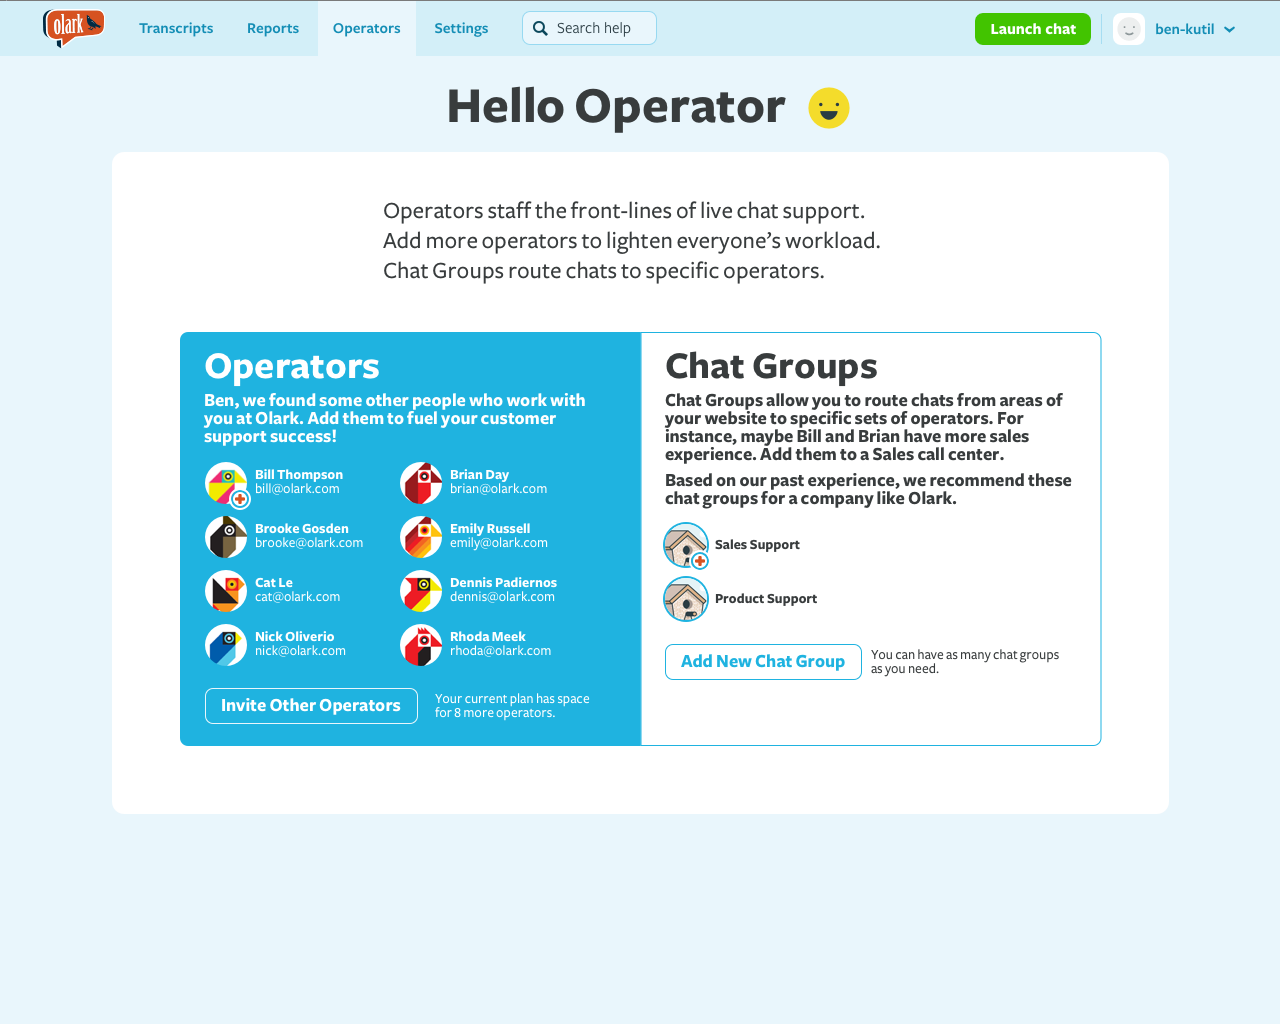 olark
Transcripts
Reports
Operators
Settings
Search help
Launch chat
ben-kutil
Hello Operator
Operators staff the front-lines of live chat support.
Add more operators to lighten everyone’s workload.
Chat Groups route chats to specific operators.
Operators
Ben, we found some other people who work with
you at Olark. Add them to fuel your customer
support success!
Bill Thompson
bill@olark.com
Brian Day
brian@olark.com
Brooke Gosden
brooke@olark.com
Emily Russell
emily@olark.com
Cat Le
cat@olark.com
Dennis Padiernos
dennis@olark.com
Nick Oliverio
nick@olark.com
Rhoda Meek
rhoda@olark.com
Invite Other Operators
Your current plan has space
for 8 more operators.
Chat Groups
Chat Groups allow you to route chats from areas of
your website to specific sets of operators. For
instance, maybe Bill and Brian have more sales
experience. Add them to a Sales call center.
Based on our past experience, we recommend these
chat groups for a company like Olark.
Sales Support
Product Support
Add New Chat Group
You can have as many chat groups
as you need.